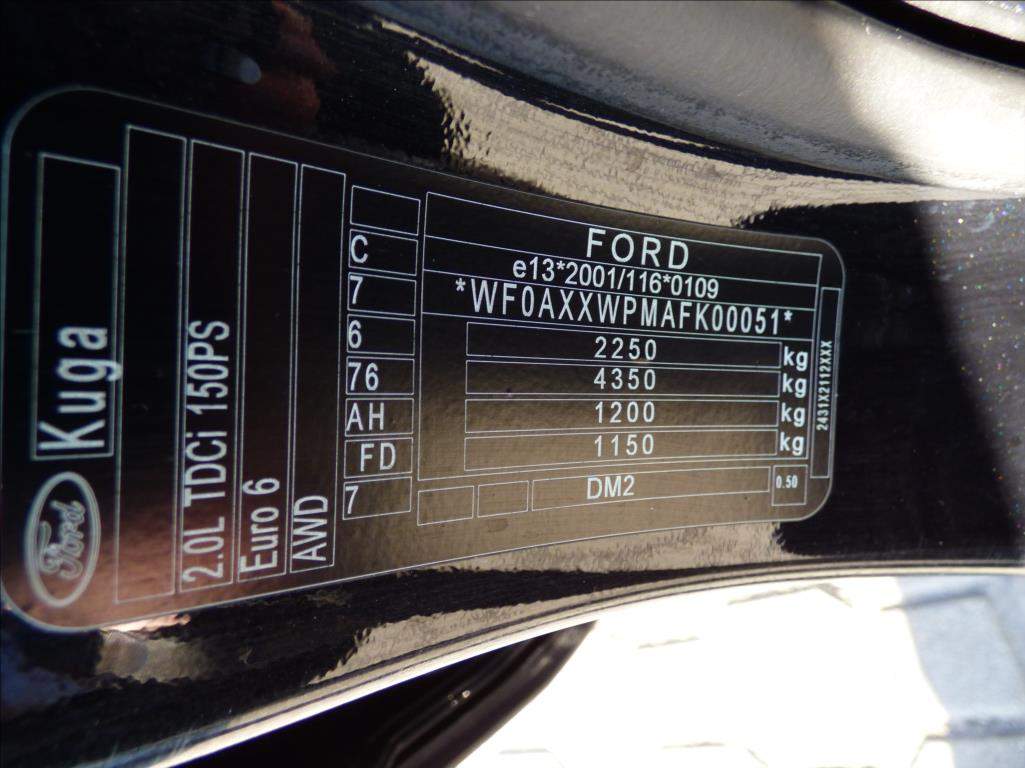 Ford
Kuga
2.0L TDCi 150PS
Euro 6
AWD
C
7
6
76
AH
FD
7
FORD
e13*2001/116*0109
*WF0AXXWPMAFK00051*
2250 kg
4350 kg
1200 kg
1150 kg
DM2
0.50
2431X2112XXX